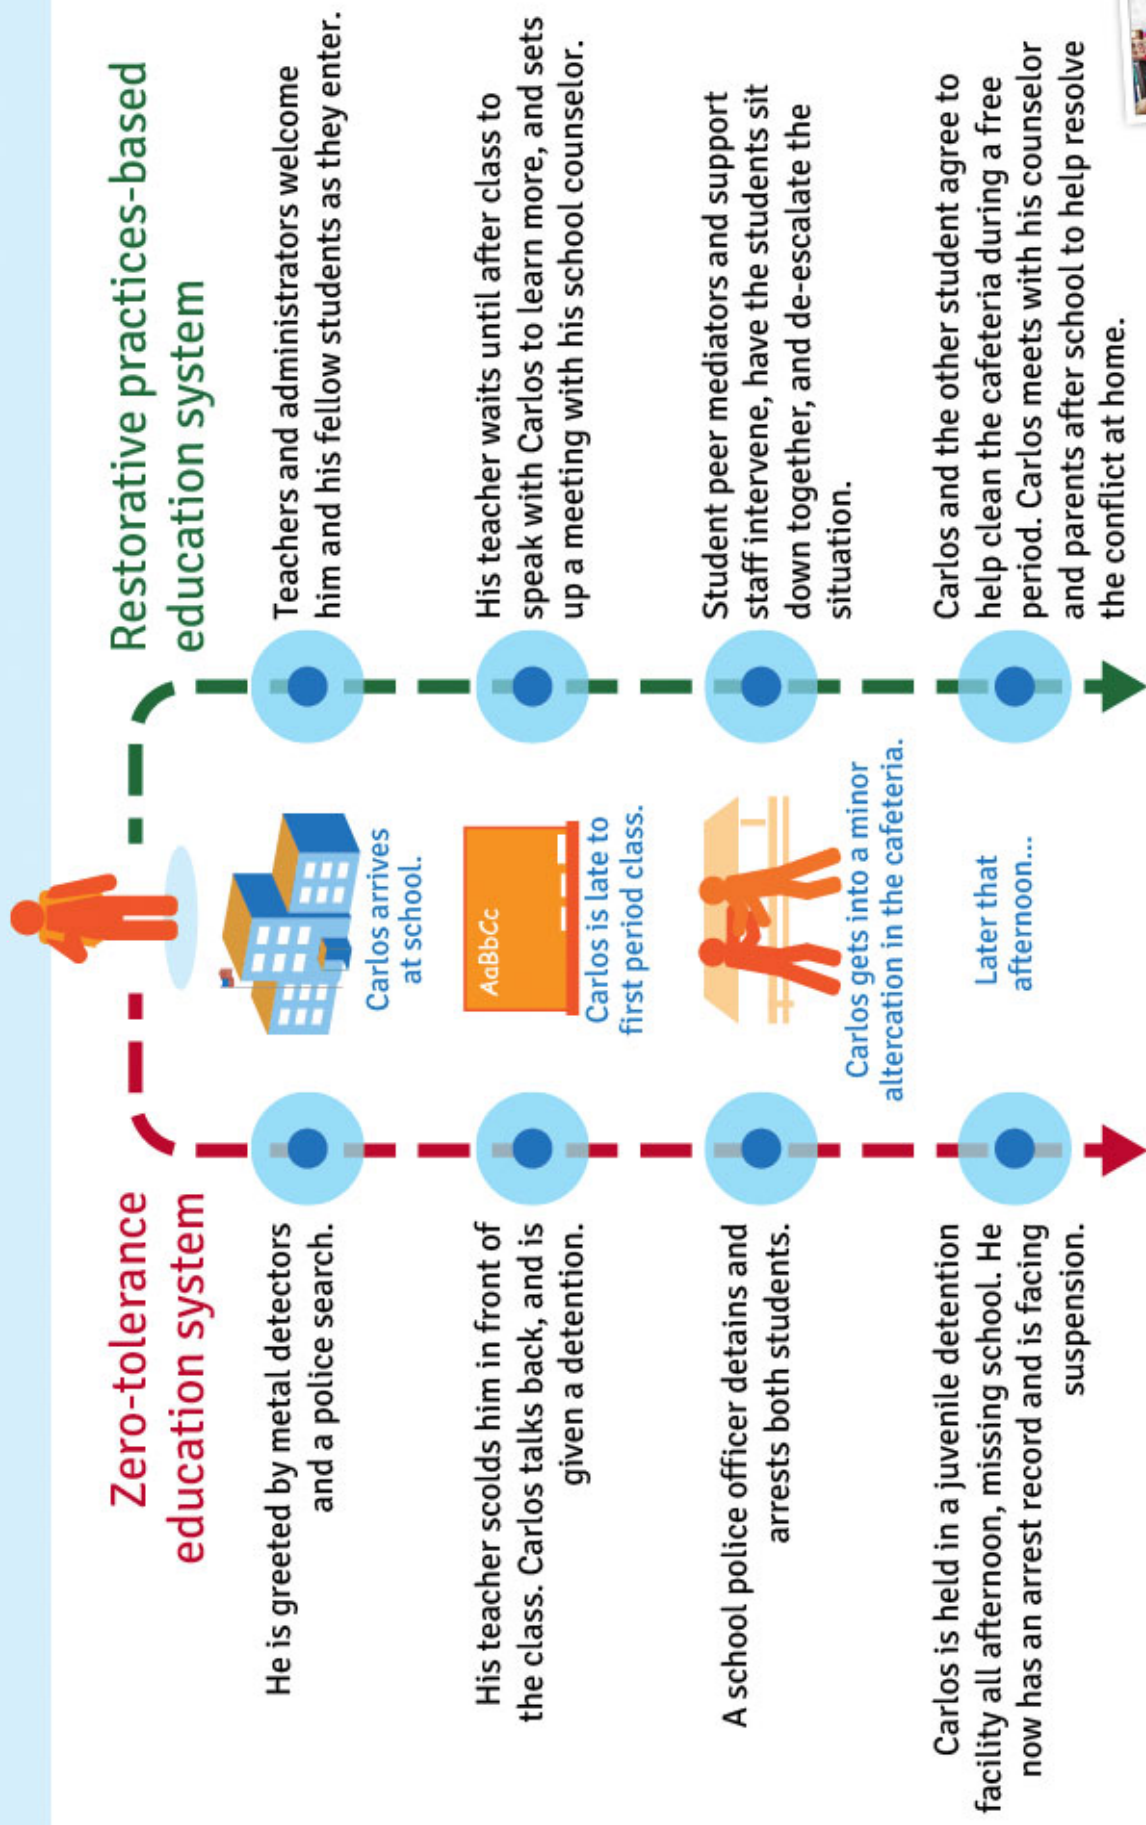 Zero-tolerance
education system
Restorative practices-based
education system
He is greeted by metal detectors
and a police search.
Carlos arrives
at school.
Teachers and administrators welcome
him and his fellow students as they enter.
His teacher scolds him in front of
the class. Carlos talks back, and is
given a detention.
AaBbCc
Carlos is late to
first period class.
His teacher waits until after class to
speak with Carlos to learn more, and sets
up a meeting with his school counselor.
A school police officer detains and
arrests both students.
Carlos gets into a minor
altercation in the cafeteria.
Student peer mediators and support
staff intervene, have the students sit
down together, and de-escalate the
situation.
Carlos is held in a juvenile detention
facility all afternoon, missing school. He
now has an arrest record and is facing
suspension.
Later that
afternoon...
Carlos and the other student agree to
help clean the cafeteria during a free
period. Carlos meets with his counselor
and parents after school to help resolve
the conflict at home.